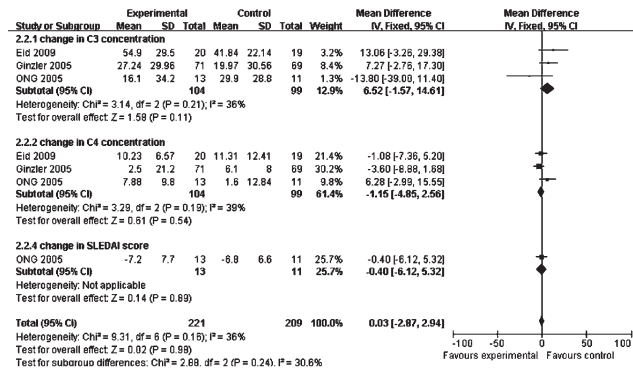 Experimental Control Mean Difference Mean Difference
Study or Subgroup Mean SD Total Mean SD Total Weight IV, Fixed, 95% CI IV, Fixed, 95% CI
2.2.1 change in C3 concentration
Eid 2009 54.9 29.5 20 41.84 22.14 19 3.2% 13.06 [-3.26, 29.38]
Ginzler 2005 27.24 29.96 71 19.97 30.56 69 8.4% 7.27 [-2.76, 17.30]
ONG 2005 16.1 34.2 13 29.9 28.8 11 1.3% -13.80 [-39.00, 11.40]
Subtotal (95% CI) 104 99 12.9% 6.52 [-1.57, 14.61]
Heterogeneity: Chi² = 3.14, df = 2 (P = 0.21); I² = 36%
Test for overall effect: Z = 1.58 (P = 0.11)
2.2.2 change in C4 concentration
Eid 2009 10.23 6.57 20 11.31 12.41 19 21.4% -1.08 [-7.36, 5.20]
Ginzler 2005 2.5 21.2 71 6.1 8 69 30.2% -3.60 [-8.88, 1.68]
ONG 2005 7.88 9.8 13 1.6 12.84 11 9.8% 6.28 [-2.99, 15.55]
Subtotal (95% CI) 104 99 61.4% -1.15 [-4.85, 2.56]
Heterogeneity: Chi² = 3.29, df = 2 (P = 0.19); I² = 39%
Test for overall effect: Z = 0.61 (P = 0.54)
2.2.4 change in SLEDAI score
ONG 2005 -7.2 7.7 13 -6.8 6.6 11 25.7% -0.40 [-6.12, 5.32]
Subtotal (95% CI) 13 11 25.7% -0.40 [-6.12, 5.32]
Heterogeneity: Not applicable
Test for overall effect: Z = 0.14 (P = 0.89)
Total (95% CI) 221 209 100.0% 0.03 [-2.87, 2.94]
Heterogeneity: Chi² = 9.31, df = 6 (P = 0.16); I² = 36%
Test for overall effect: Z = 0.02 (P = 0.98)
Test for subgroup differences: Chi² = 2.88, df = 2 (P = 0.24), I² = 30.6%
-100 -50 0 50 100
Favours experimental Favours control